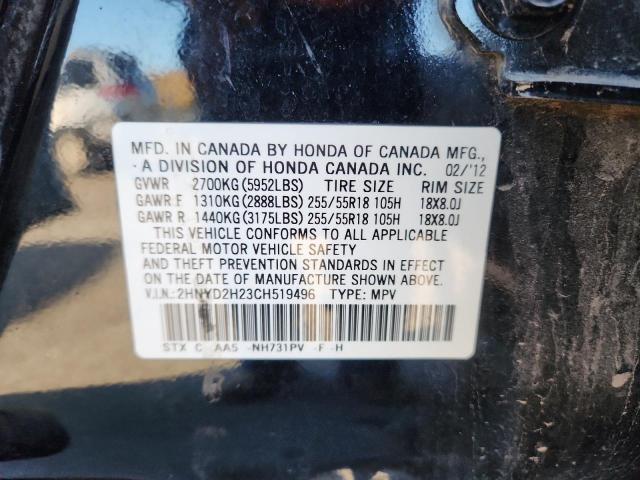 MFD. IN CANADA BY HONDA OF CANADA MFG.,
A DIVISION OF HONDA CANADA INC. 02/'12
GVWR 2700KG(5952LBS) TIRE SIZE RIM SIZE
GAWR F 1310KG(2888LBS) 255/55R18 105H 18X8.0J
GAWR R 1440KG(3175LBS) 255/55R18 105H 18X8.0J
THIS VEHICLE CONFORMS TO ALL APPLICABLE
FEDERAL MOTOR VEHICLE SAFETY
AND THEFT PREVENTION STANDARDS IN EFFECT
ON THE DATE OF MANUFACTURE SHOWN ABOVE.
V.I.N.:2HNYD2H23CH519496 TYPE: MPV
STX C AA5 -NH731PV -F -H